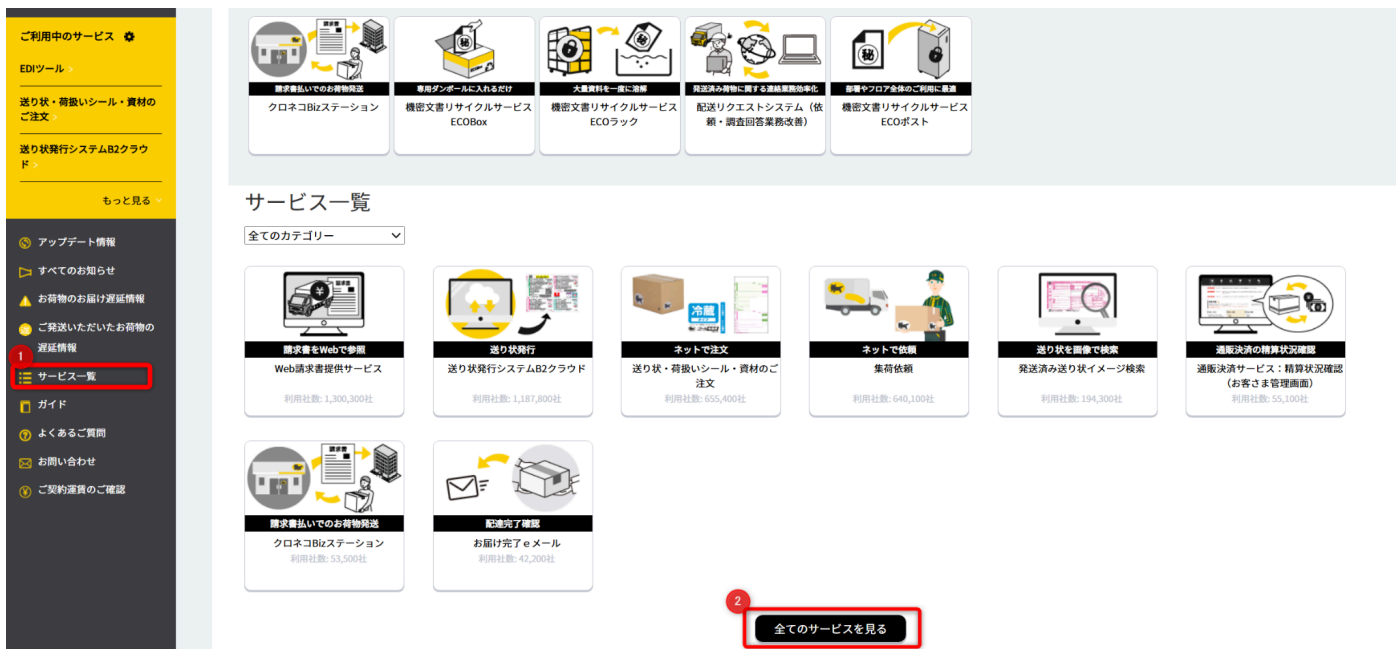 ご利用中のサービス
EDIツール
送り状・荷扱いシール・資材の
ご注文
送り状発行システムB2クラウ
ド
もっと見る
アップデート情報
すべてのお知らせ
お荷物のお届け遅延情報
ご発送いただいたお荷物の
遅延情報
1
サービス一覧
ガイド
よくあるご質問
お問い合わせ
ご契約運賃のご確認
請求書
請求書払いでのお荷物発送
クロネコBizステーション
秘
専用ダンボールに入れるだけ
機密文書リサイクルサービス
ECOBox
秘
大量資料を一度に溶解
機密文書リサイクルサービス
ECOラック
発送済み荷物に関する連絡業務効率化
配送リクエストシステム（依
頼・調査回答業務改善）
秘
部署やフロア全体のご利用に最適
機密文書リサイクルサービス
ECOポスト
サービス一覧
全てのカテゴリー
請求書
請求書をWebで参照
Web請求書提供サービス
利用社数: 1,300,300社
送り状発行
送り状発行システムB2クラウド
利用社数: 1,187,800社
冷蔵
ネットで注文
送り状・荷扱いシール・資材のご
注文
利用社数: 655,400社
ネットで依頼
集荷依頼
利用社数: 640,100社
送り状を画像で検索
発送済み送り状イメージ検索
利用社数: 194,300社
通販決済の精算状況確認
通販決済サービス：精算状況確認
（お客さま管理画面）
利用社数: 55,100社
請求書
請求書払いでのお荷物発送
クロネコBizステーション
利用社数: 53,500社
配達完了確認
お届け完了eメール
利用社数: 42,200社
2
全てのサービスを見る